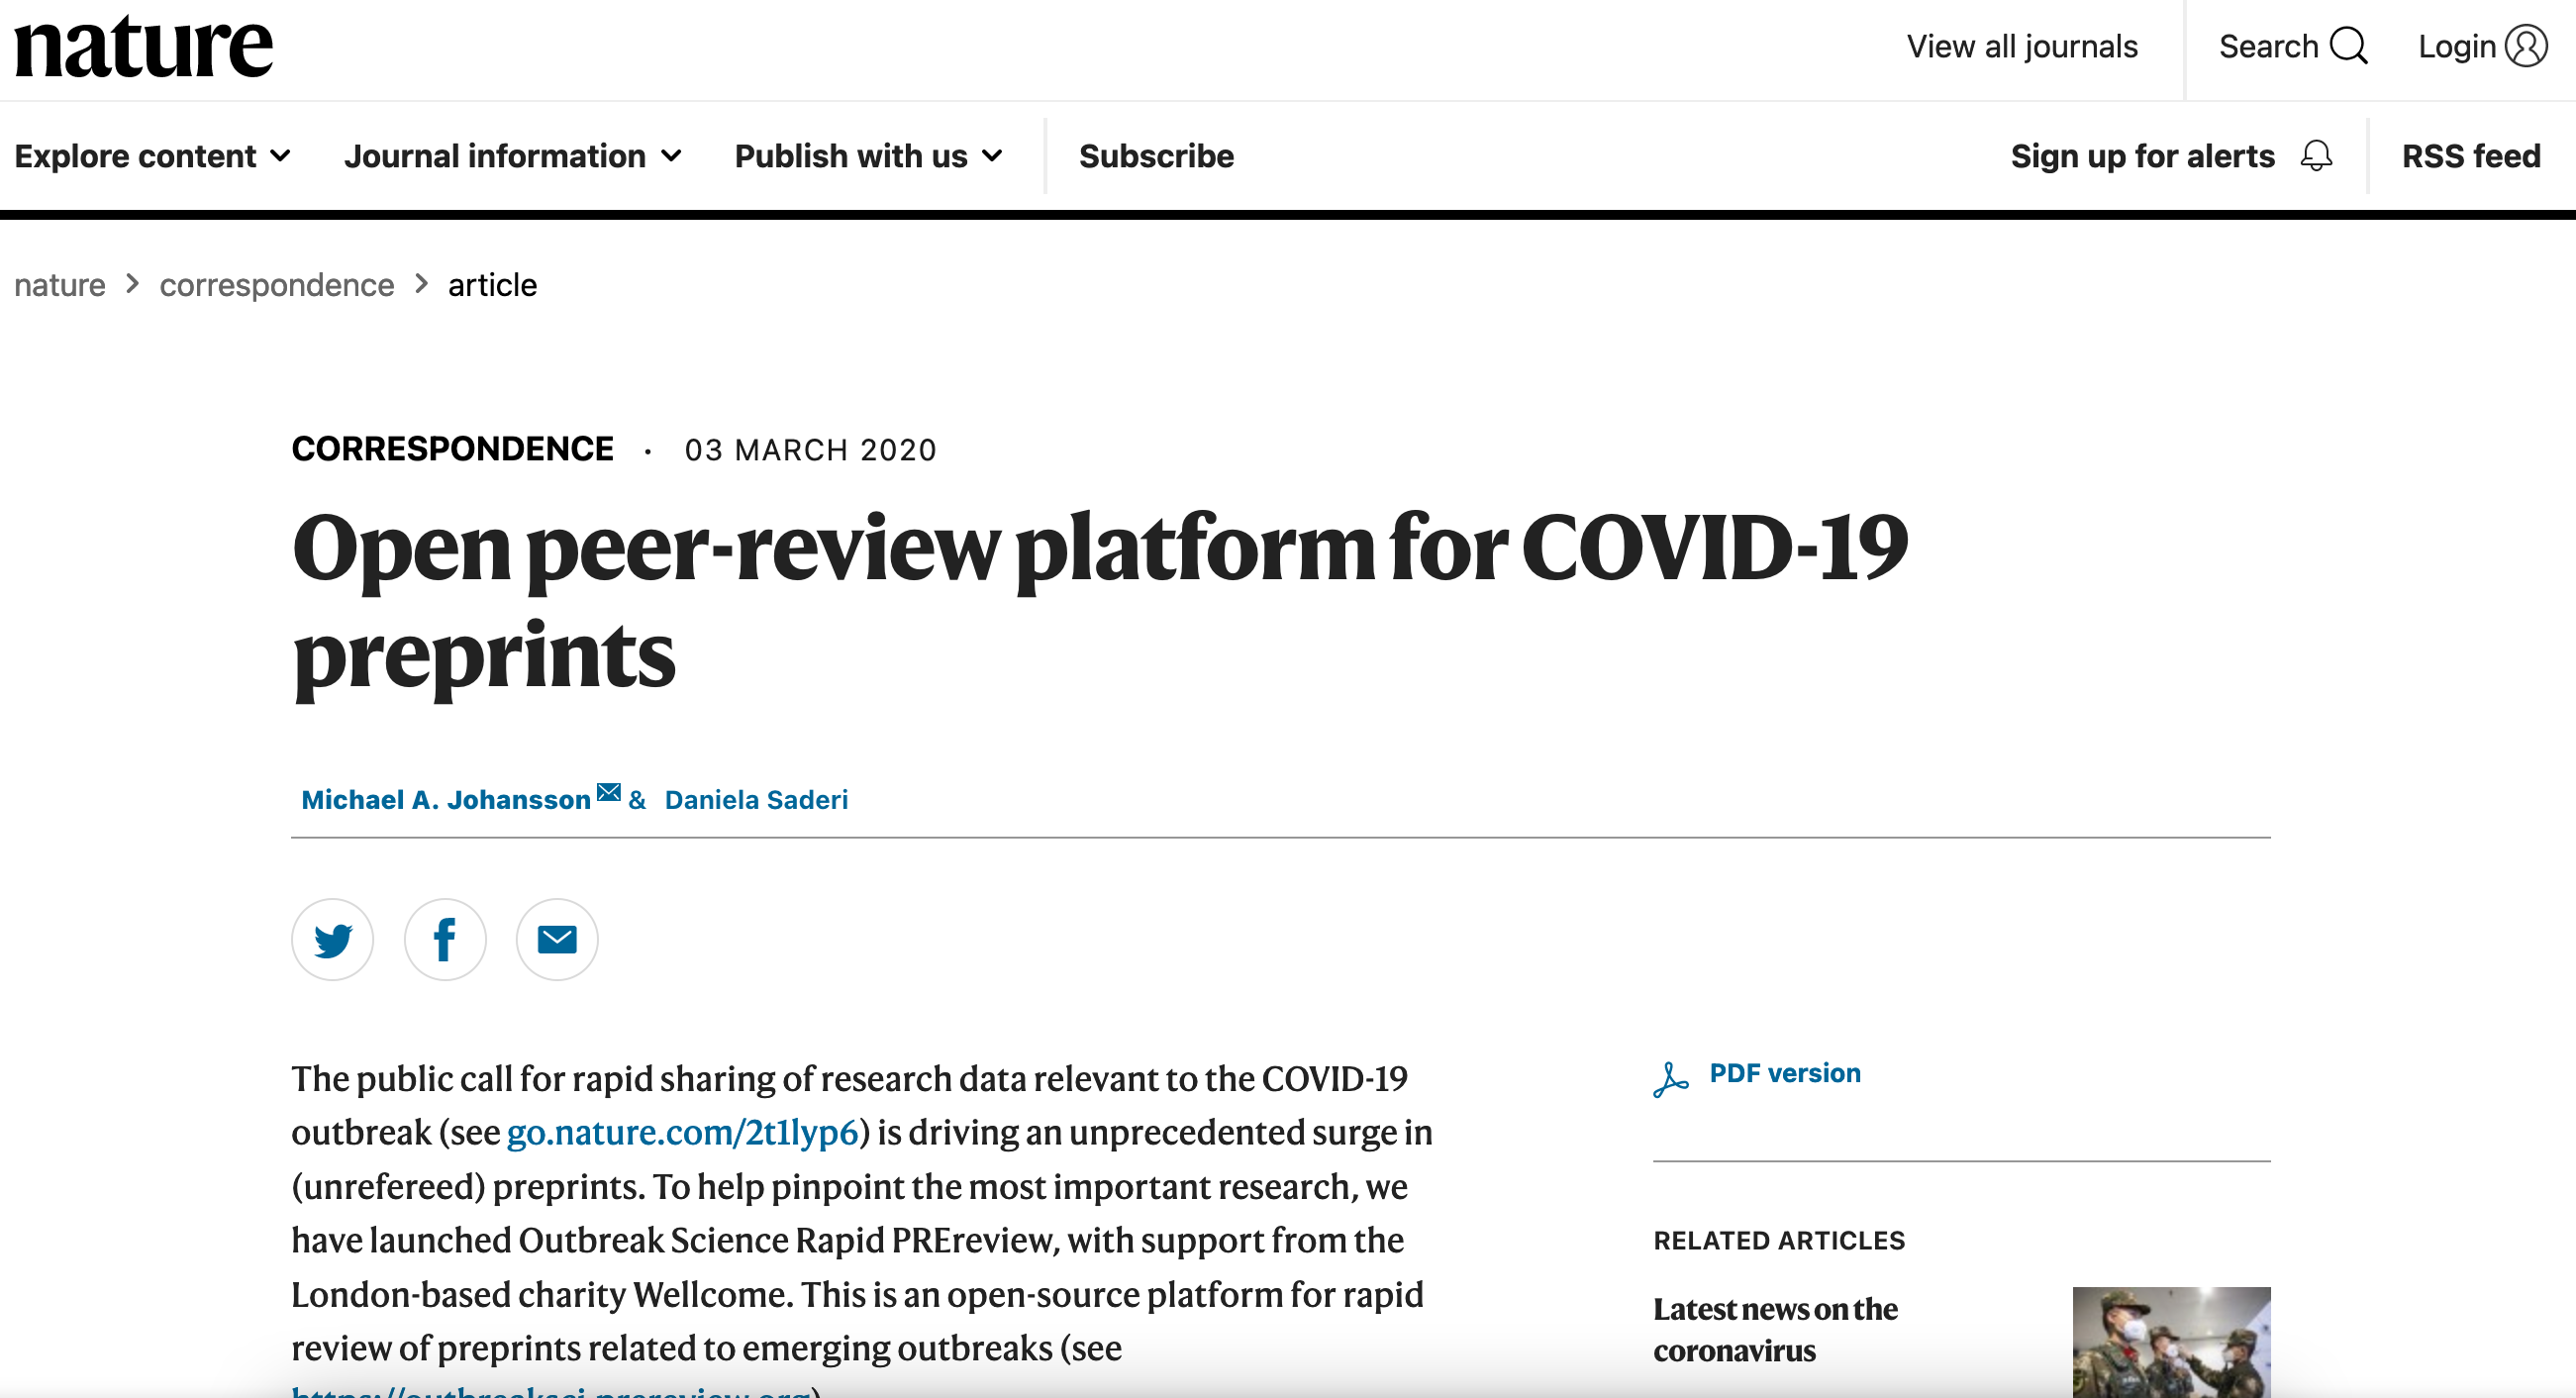 nature
View all journals
Search
Login
Explore content
Journal information
Publish with us
Subscribe
Sign up for alerts
RSS feed
nature > correspondence > article
CORRESPONDENCE · 03 MARCH 2020
Open peer-review platform for COVID-19
preprints
Michael A. Johansson & Daniela Saderi
The public call for rapid sharing of research data relevant to the COVID-19
outbreak (see go.nature.com/2t1lyp6) is driving an unprecedented surge in
(unrefereed) preprints. To help pinpoint the most important research, we
have launched Outbreak Science Rapid PREreview, with support from the
London-based charity Wellcome. This is an open-source platform for rapid
review of preprints related to emerging outbreaks (see
https://outbreaksci.prereview.org)
PDF version
RELATED ARTICLES
Latest news on the
coronavirus